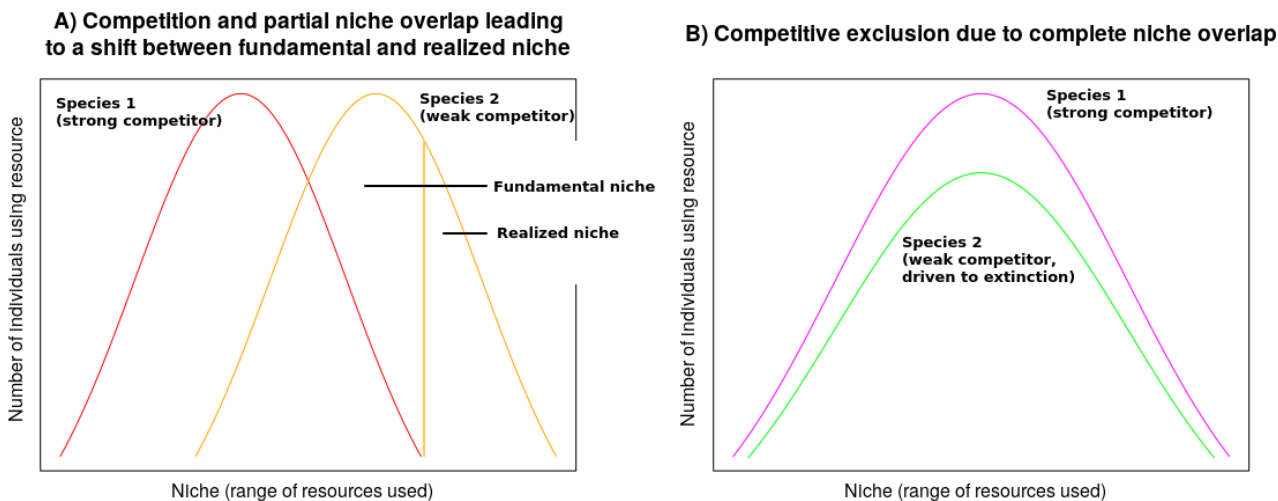 A) Competition and partial niche overlap leading
to a shift between fundamental and realized niche
Number of individuals using resource
Species 1
(strong competitor)
Species 2
(weak competitor)
Fundamental niche
Realized niche
Niche (range of resources used)
B) Competitive exclusion due to complete niche overlap
Number of individuals using resource
Species 1
(strong competitor)
Species 2
(weak competitor,
driven to extinction)
Niche (range of resources used)